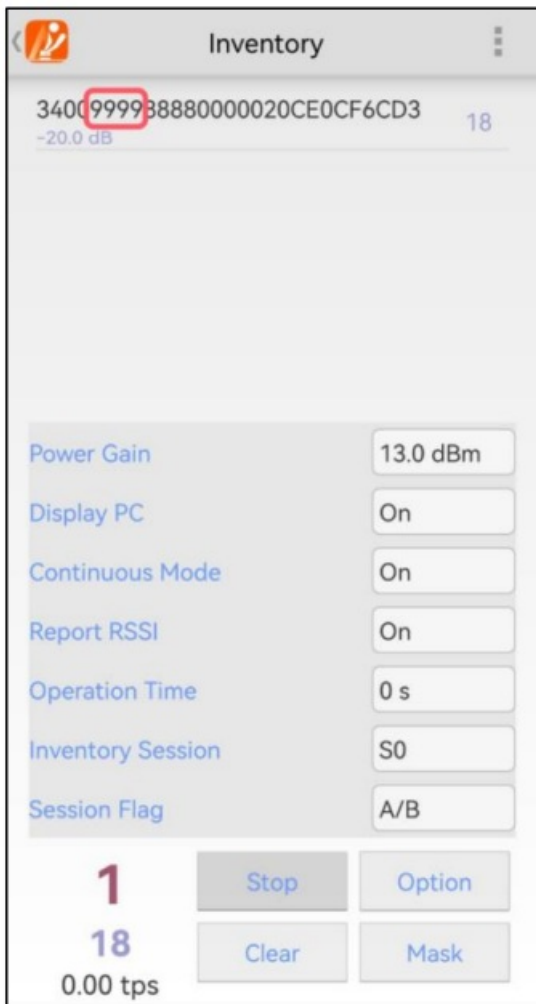 Inventory
3400999988880000020CE0CF6CD3 18
-20.0 dB
Power Gain 13.0 dBm
Display PC On
Continuous Mode On
Report RSSI On
Operation Time 0 s
Inventory Session S0
Session Flag A/B
1 Stop Option
18 Clear Mask
0.00 tps